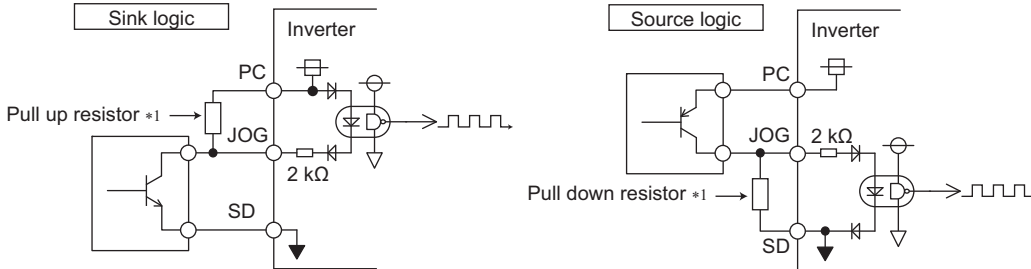 Sink logic
Inverter
PC
Pull up resistor *1
JOG
2 kΩ
SD
Source logic
Inverter
PC
JOG
2 kΩ
Pull down resistor *1
SD